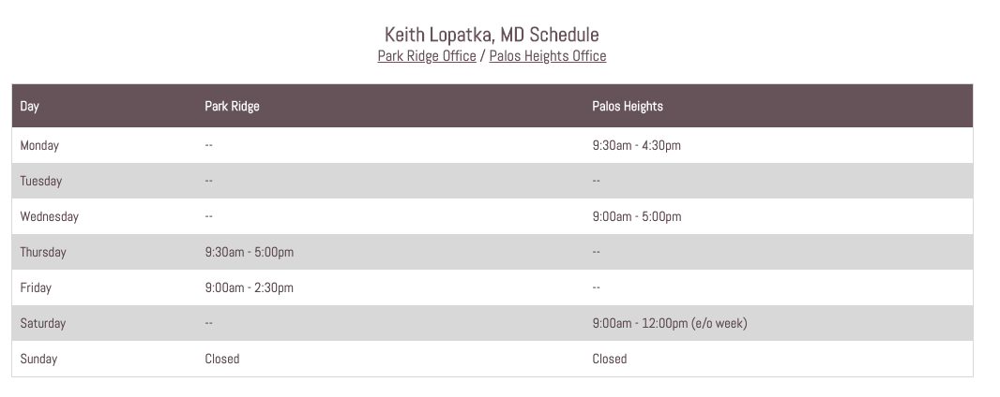 Keith Lopatka, MD Schedule
Park Ridge Office / Palos Heights Office
Day Park Ridge Palos Heights
Monday -- 9:30am - 4:30pm
Tuesday -- --
Wednesday -- 9:00am - 5:00pm
Thursday 9:30am - 5:00pm --
Friday 9:00am - 2:30pm --
Saturday -- 9:00am - 12:00pm (e/o week)
Sunday Closed Closed